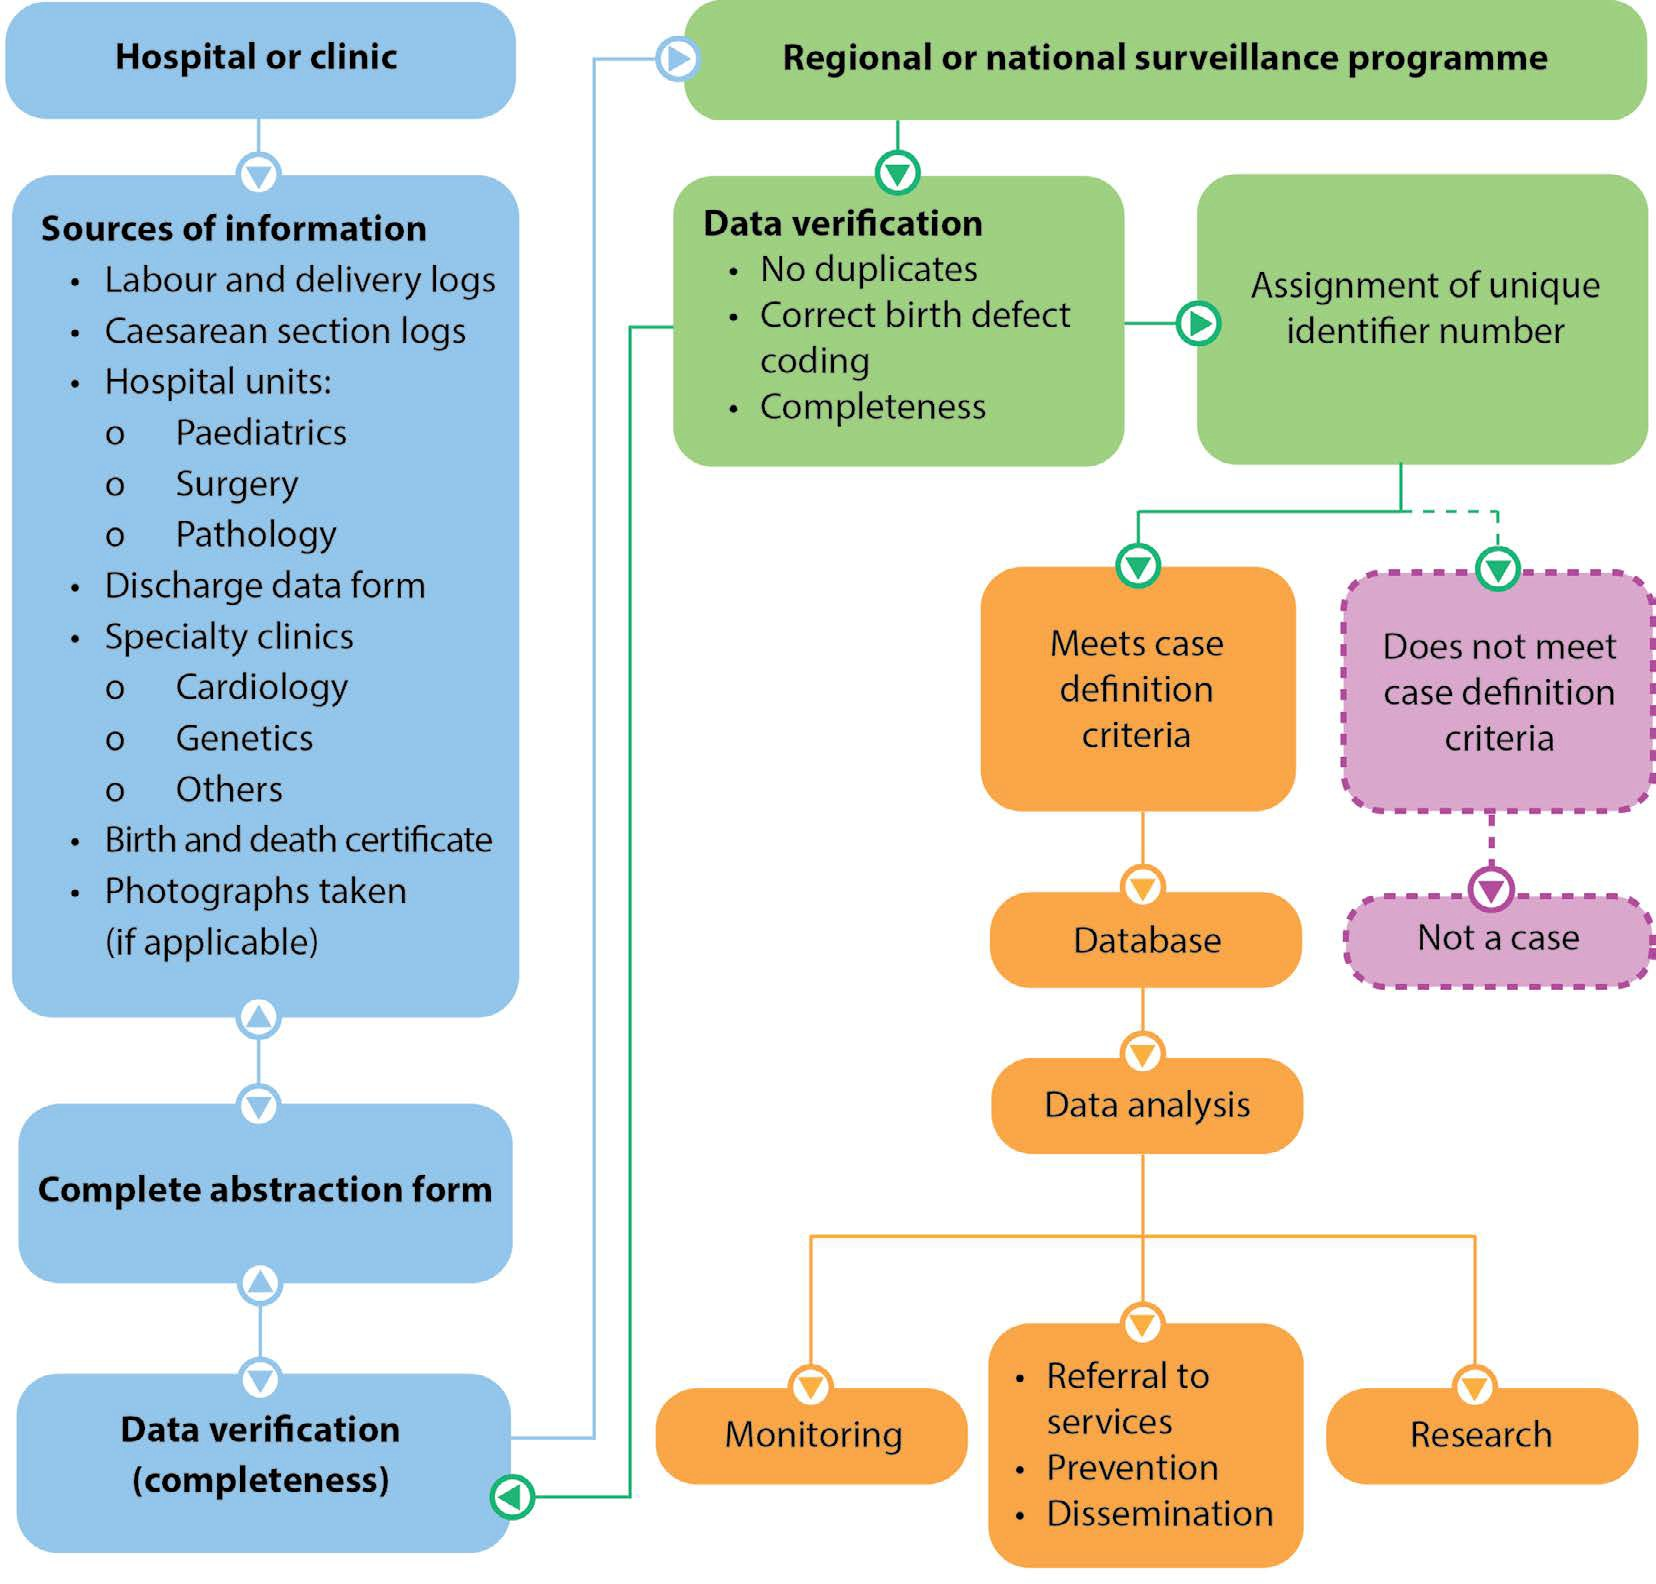 Hospital or clinic
Sources of information
• Labour and delivery logs
• Caesarean section logs
• Hospital units:
o Paediatrics
o Surgery
o Pathology
• Discharge data form
• Specialty clinics
o Cardiology
o Genetics
o Others
• Birth and death certificate
• Photographs taken
(if applicable)
Complete abstraction form
Data verification
(completeness)
Regional or national surveillance programme
Data verification
• No duplicates
• Correct birth defect
coding
• Completeness
Assignment of unique
identifier number
Meets case
definition
criteria
Does not meet
case definition
criteria
Database
Not a case
Data analysis
Monitoring
• Referral to
services
• Prevention
• Dissemination
Research